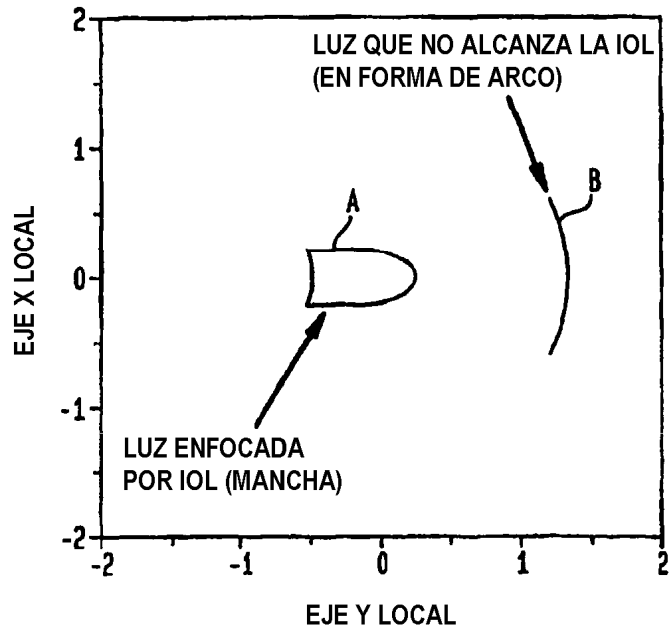 2
LUZ QUE NO ALCANZA LA IOL
(EN FORMA DE ARCO)
1
A
B
EJE X LOCAL
0
-1
LUZ ENFOCADA
POR IOL (MANCHA)
-2
-2
-1
0
1
2
EJE Y LOCAL